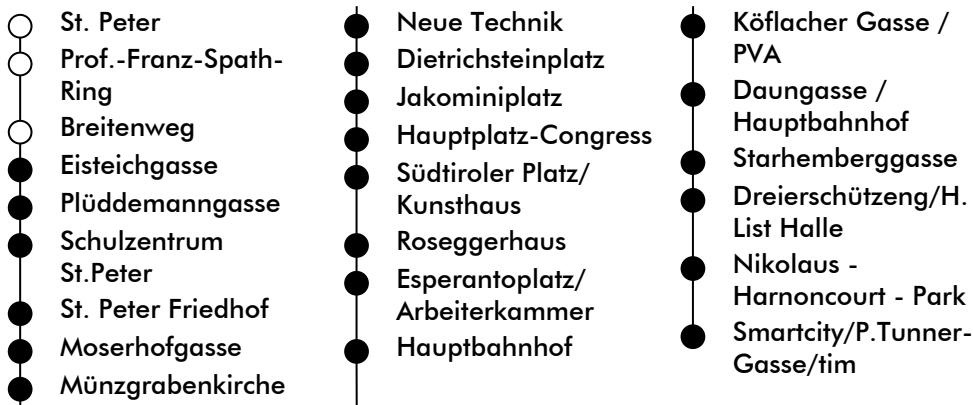 St. Peter
Prof.-Franz-Spath-
Ring
Breitenweg
Eisteichgasse
Plüddemanngasse
Schulzentrum
St.Peter
St. Peter Friedhof
Moserhofgasse
Münzgrabenkirche
Neue Technik
Dietrichsteinplatz
Jakominiplatz
Hauptplatz-Congress
Südtiroler Platz/
Kunsthaus
Roseggerhaus
Esperantoplatz/
Arbeiterkammer
Hauptbahnhof
Köflacher Gasse /
PVA
Daungasse /
Hauptbahnhof
Starhemberggasse
Dreierschützeng/H.
List Halle
Nikolaus -
Harnoncourt - Park
Smartcity/P.Tunner-
Gasse/tim